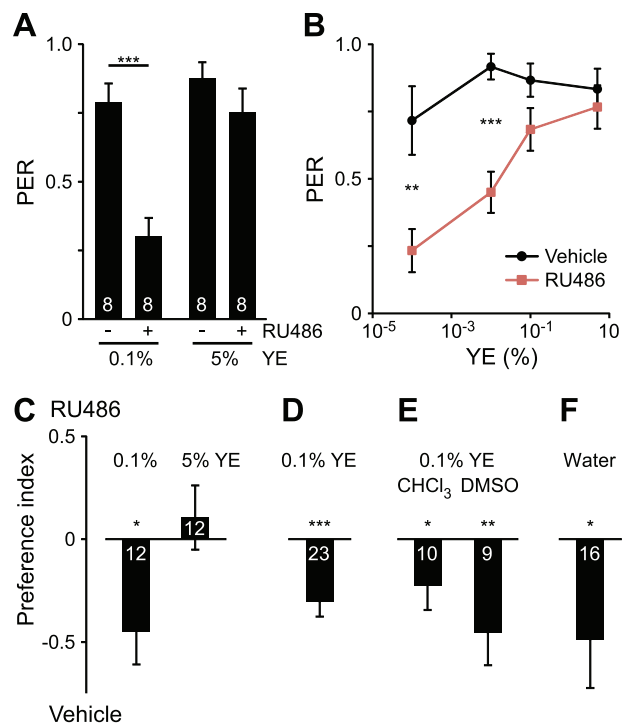 A
PER
1.0
0.5
0
***
8
8
8
8
-
+
-
+
RU486
0.1%
5%
YE
B
PER
1.0
0.5
0
***
**
Vehicle
RU486
10-5
10-3
10-1
10
YE (%)
C
RU486
Preference index
0.5
0
-0.5
Vehicle
0.1%
5% YE
*
12
12
D
0.1% YE
***
23
E
0.1% YE
CHCl3 DMSO
*
**
10
9
F
Water
*
16